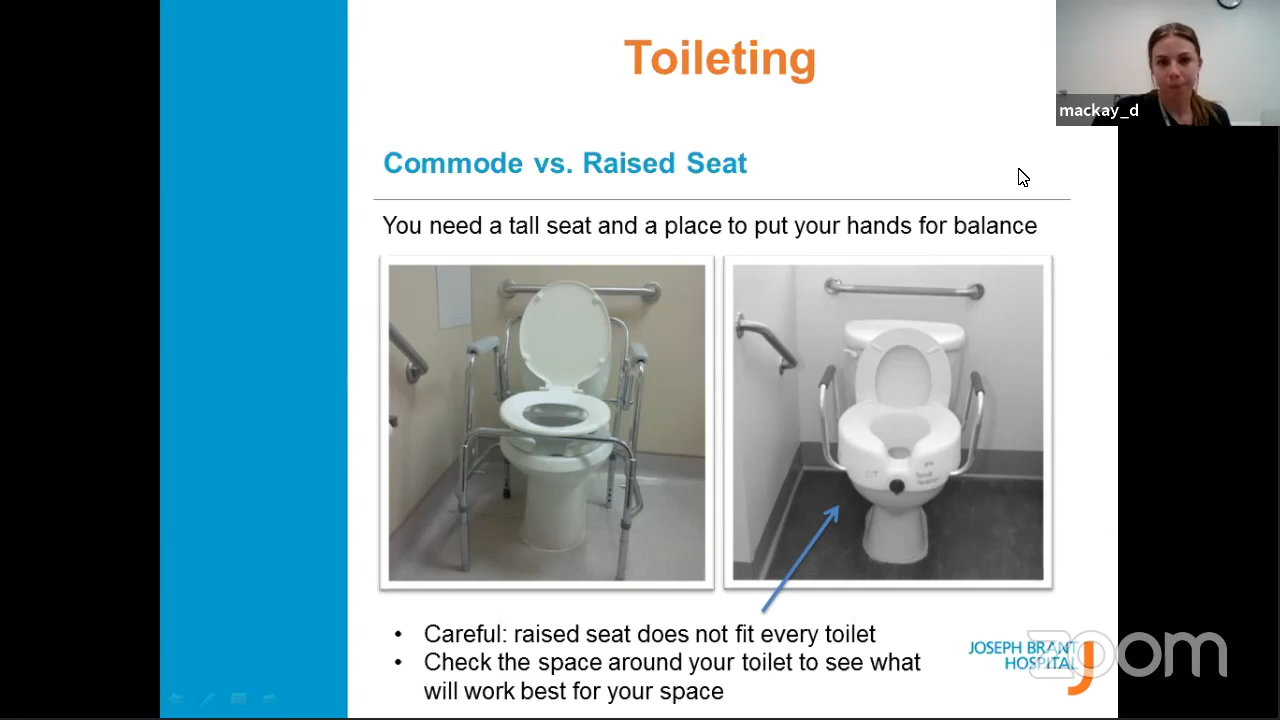 Toileting
mackay_d
Commode vs. Raised Seat
You need a tall seat and a place to put your hands for balance
• Careful: raised seat does not fit every toilet
• Check the space around your toilet to see what
will work best for your space
JOSEPH BRANT
HOSPITAL
zoom